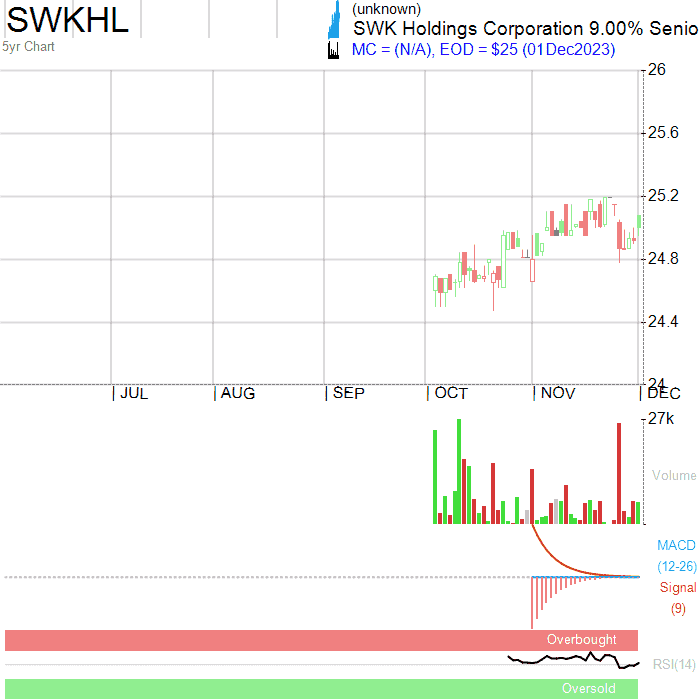 SWKHL
5yr Chart
(unknown)
SWK Holdings Corporation 9.00% Senio
MC = (N/A), EOD = $25 (01Dec2023)
26
25.6
25.2
24.8
24.4
24
JUL AUG SEP OCT NOV DEC
27k
Volume
MACD
(12-26)
Signal
(9)
Overbought
RSI(14)
Oversold